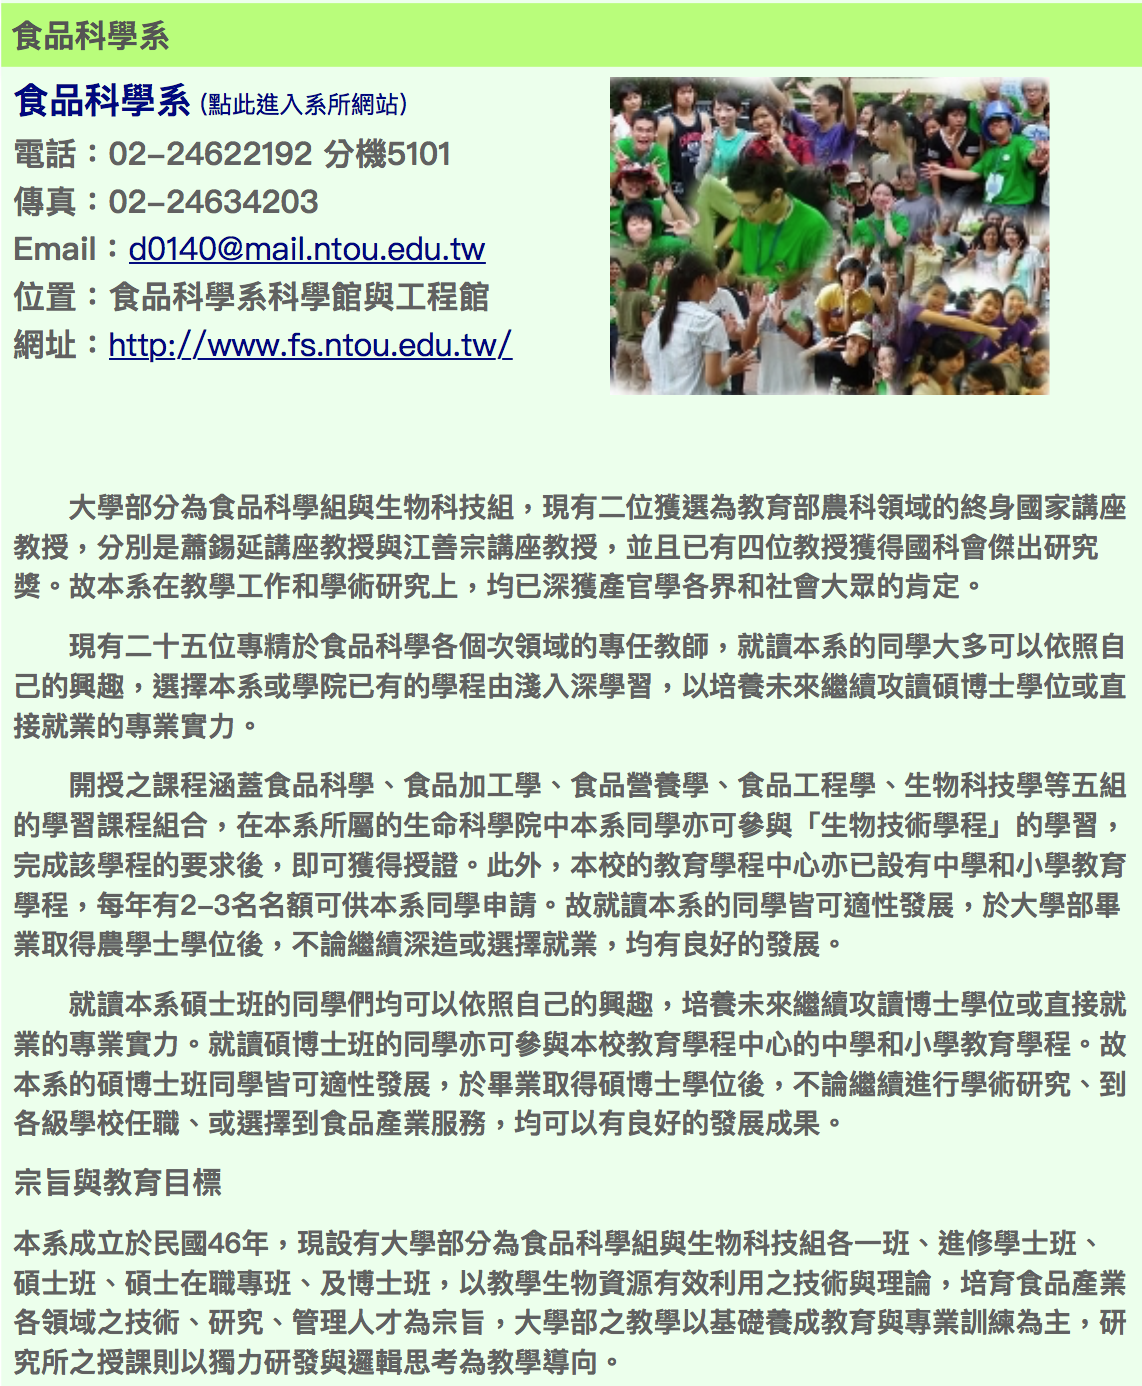 食品科學系
食品科學系 (點此進入系所網站)
電話：02-24622192 分機5101
傳真：02-24634203
Email：d0140@mail.ntou.edu.tw
位置：食品科學系科學館與工程館
網址：http://www.fs.ntou.edu.tw/
大學部分為食品科學組與生物科技組，現有二位獲選為教育部農科領域的終身國家講座
教授，分別是蕭錫延講座教授與江善宗講座教授，並且已有四位教授獲得國科會傑出研究
獎。故本系在教學工作和學術研究上，均已深獲產官學各界和社會大眾的肯定。
現有二十五位專精於食品科學各個次領域的專任教師，就讀本系的同學大多可以依照自
己的興趣，選擇本系或學院已有的學程由淺入深學習，以培養未來繼續攻讀碩博士學位或直
接就業的專業實力。
開授之課程涵蓋食品科學、食品加工學、食品營養學、食品工程學、生物科技學等五組
的學習課程組合，在本系所屬的生命科學院中本系同學亦可參與「生物技術學程」的學習，
完成該學程的要求後，即可獲得授證。此外，本校的教育學程中心亦已設有中學和小學教育
學程，每年有2-3名名額可供本系同學申請。故就讀本系的同學皆可適性發展，於大學部畢
業取得農學士學位後，不論繼續深造或選擇就業，均有良好的發展。
就讀本系碩士班的同學們均可以依照自己的興趣，培養未來繼續攻讀博士學位或直接就
業的專業實力。就讀碩博士班的同學亦可參與本校教育學程中心的中學和小學教育學程。故
本系的碩博士班同學皆可適性發展，於畢業取得碩博士學位後，不論繼續進行學術研究、到
各級學校任職、或選擇到食品產業服務，均可以有良好的發展成果。
宗旨與教育目標
本系成立於民國46年，現設有大學部分為食品科學組與生物科技組各一班、進修學士班、
碩士班、碩士在職專班、及博士班，以教學生物資源有效利用之技術與理論，培育食品產業
各領域之技術、研究、管理人才為宗旨，大學部之教學以基礎養成教育與專業訓練為主，研
究所之授課則以獨力研發與邏輯思考為教學導向。